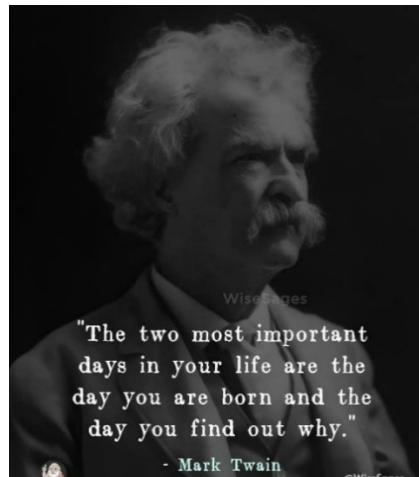 WiseSages
"The two most important
days in your life are the
day you are born and the
day you find out why."
- Mark Twain
@WiseSages